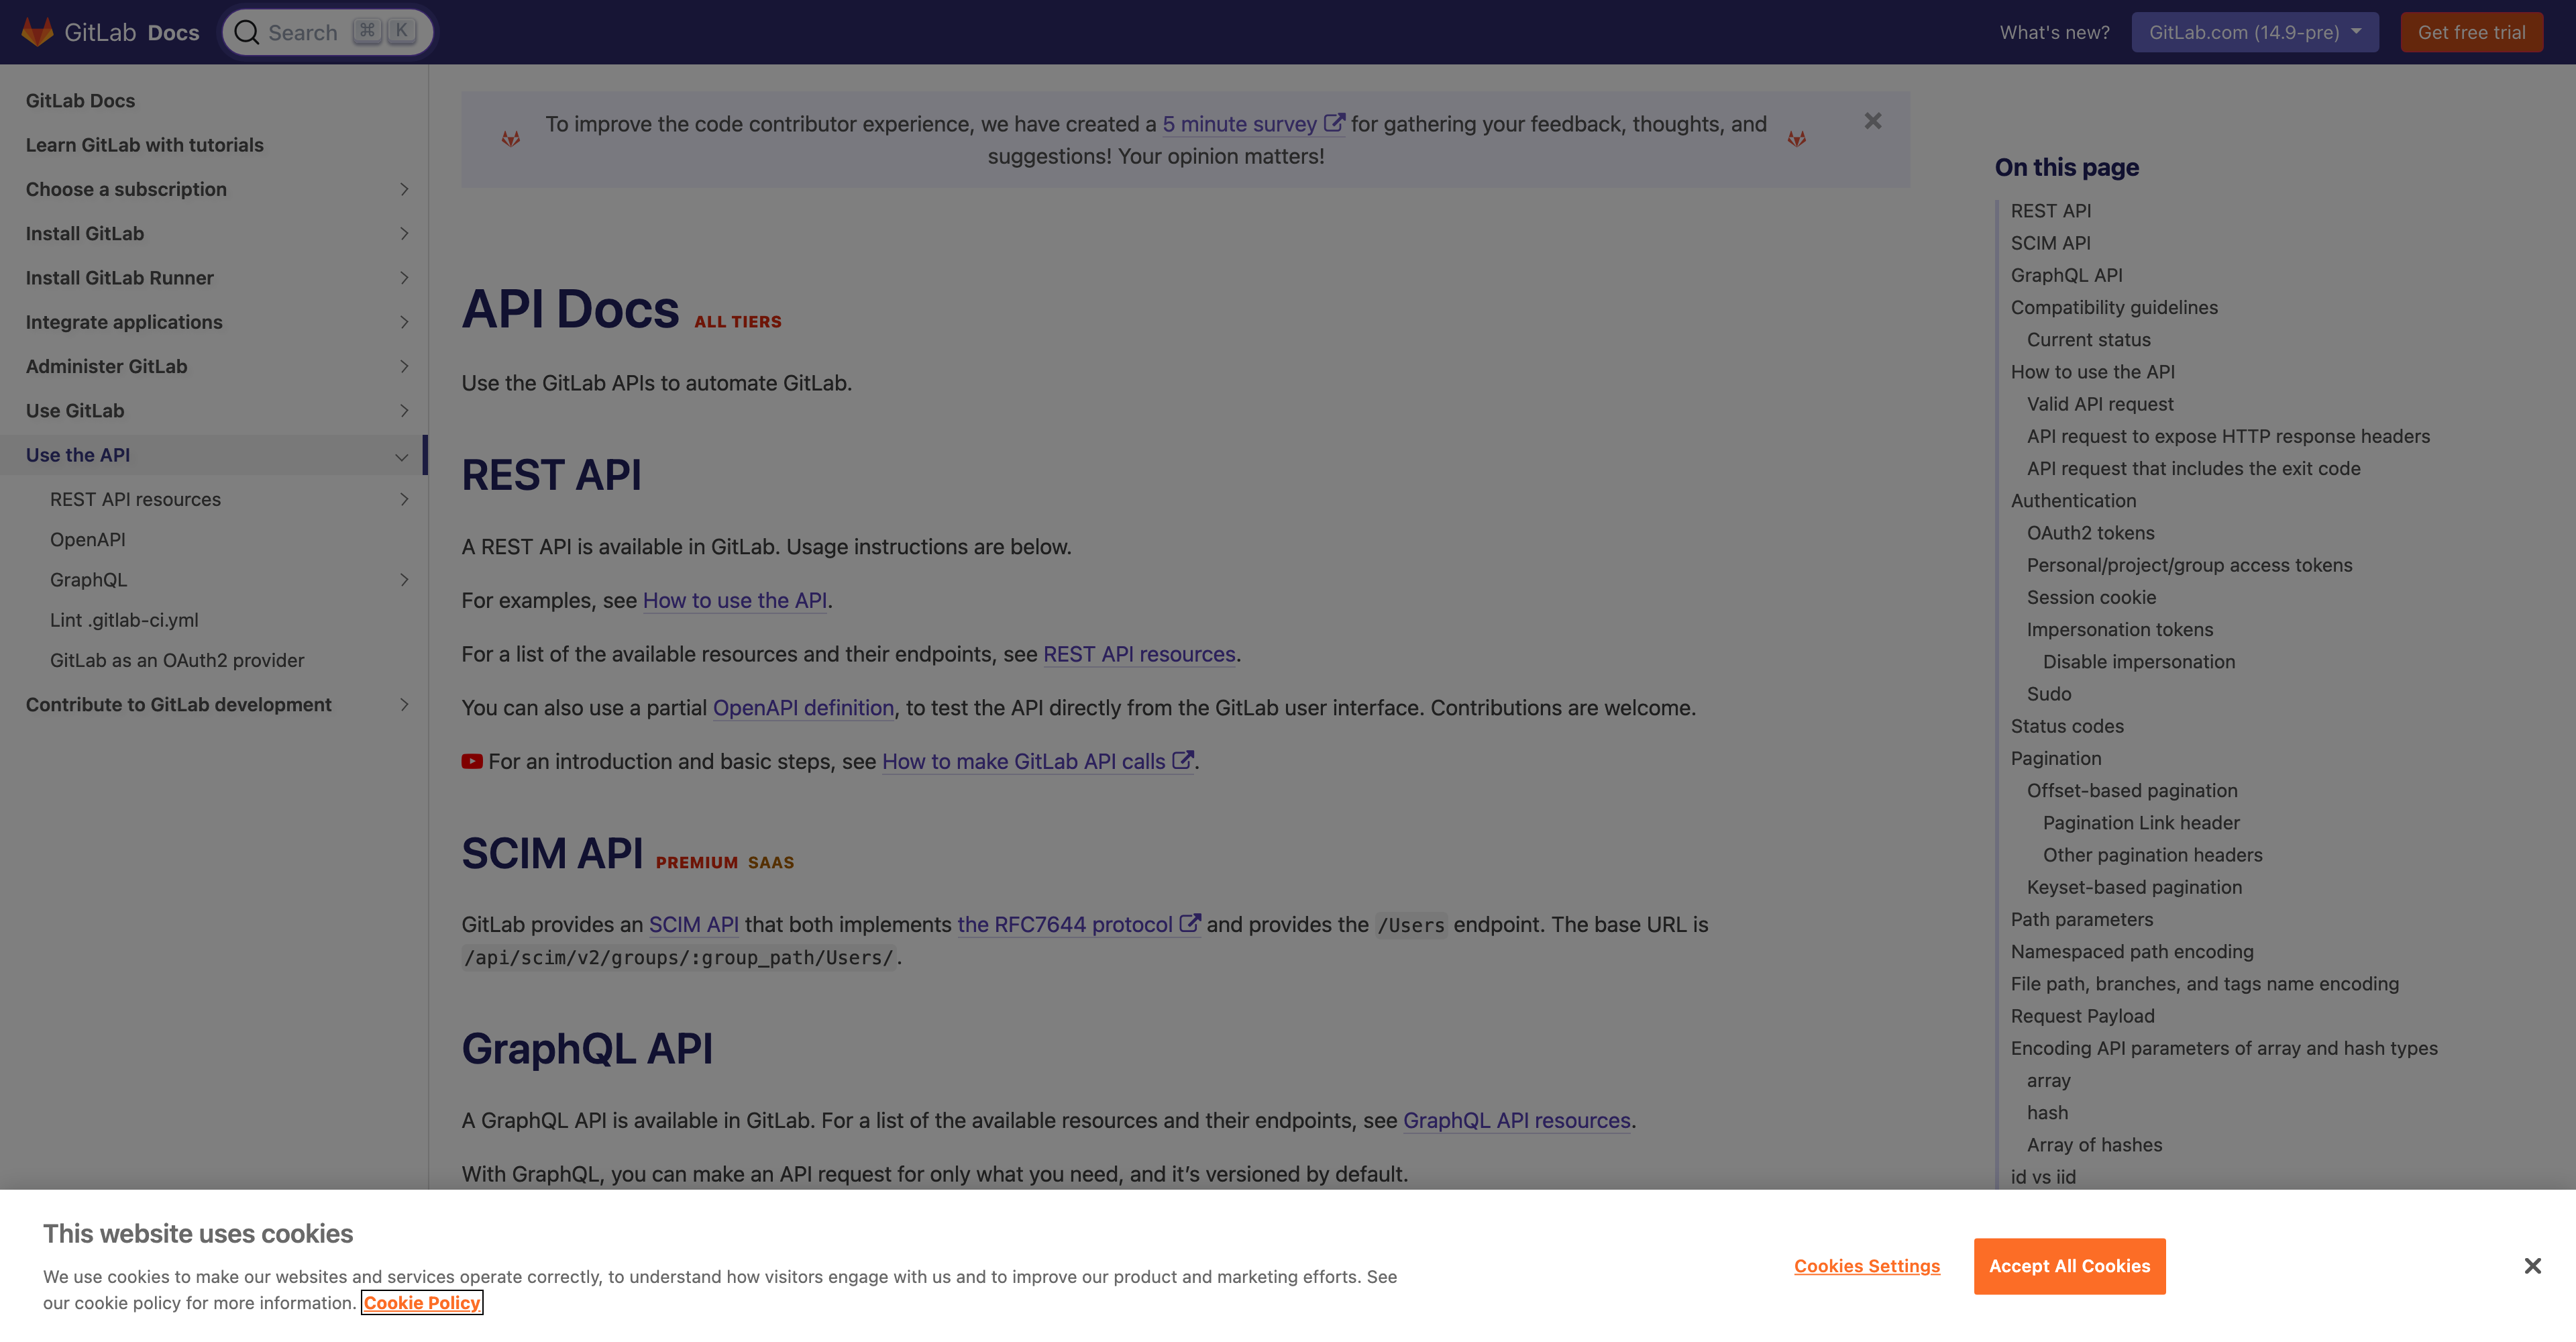 GitLab Docs
Search ⌘ K
What's new?
GitLab.com (14.9-pre)
Get free trial
GitLab Docs
Learn GitLab with tutorials
Choose a subscription
Install GitLab
Install GitLab Runner
Integrate applications
Administer GitLab
Use GitLab
Use the API
REST API resources
OpenAPI
GraphQL
Lint .gitlab-ci.yml
GitLab as an OAuth2 provider
Contribute to GitLab development
To improve the code contributor experience, we have created a 5 minute survey for gathering your feedback, thoughts, and
suggestions! Your opinion matters!
API Docs ALL TIERS
Use the GitLab APIs to automate GitLab.
REST API
A REST API is available in GitLab. Usage instructions are below.
For examples, see How to use the API.
For a list of the available resources and their endpoints, see REST API resources.
You can also use a partial OpenAPI definition, to test the API directly from the GitLab user interface. Contributions are welcome.
For an introduction and basic steps, see How to make GitLab API calls.
SCIM API PREMIUM SAAS
GitLab provides an SCIM API that both implements the RFC7644 protocol and provides the /Users endpoint. The base URL is
/api/scim/v2/groups/:group_path/Users/.
GraphQL API
A GraphQL API is available in GitLab. For a list of the available resources and their endpoints, see GraphQL API resources.
With GraphQL, you can make an API request for only what you need, and it’s versioned by default.
On this page
REST API
SCIM API
GraphQL API
Compatibility guidelines
Current status
How to use the API
Valid API request
API request to expose HTTP response headers
API request that includes the exit code
Authentication
OAuth2 tokens
Personal/project/group access tokens
Session cookie
Impersonation tokens
Disable impersonation
Sudo
Status codes
Pagination
Offset-based pagination
Pagination Link header
Other pagination headers
Keyset-based pagination
Path parameters
Namespaced path encoding
File path, branches, and tags name encoding
Request Payload
Encoding API parameters of array and hash types
array
hash
Array of hashes
id vs iid
This website uses cookies
We use cookies to make our websites and services operate correctly, to understand how visitors engage with us and to improve our product and marketing efforts. See
our cookie policy for more information. Cookie Policy
Cookies Settings
Accept All Cookies